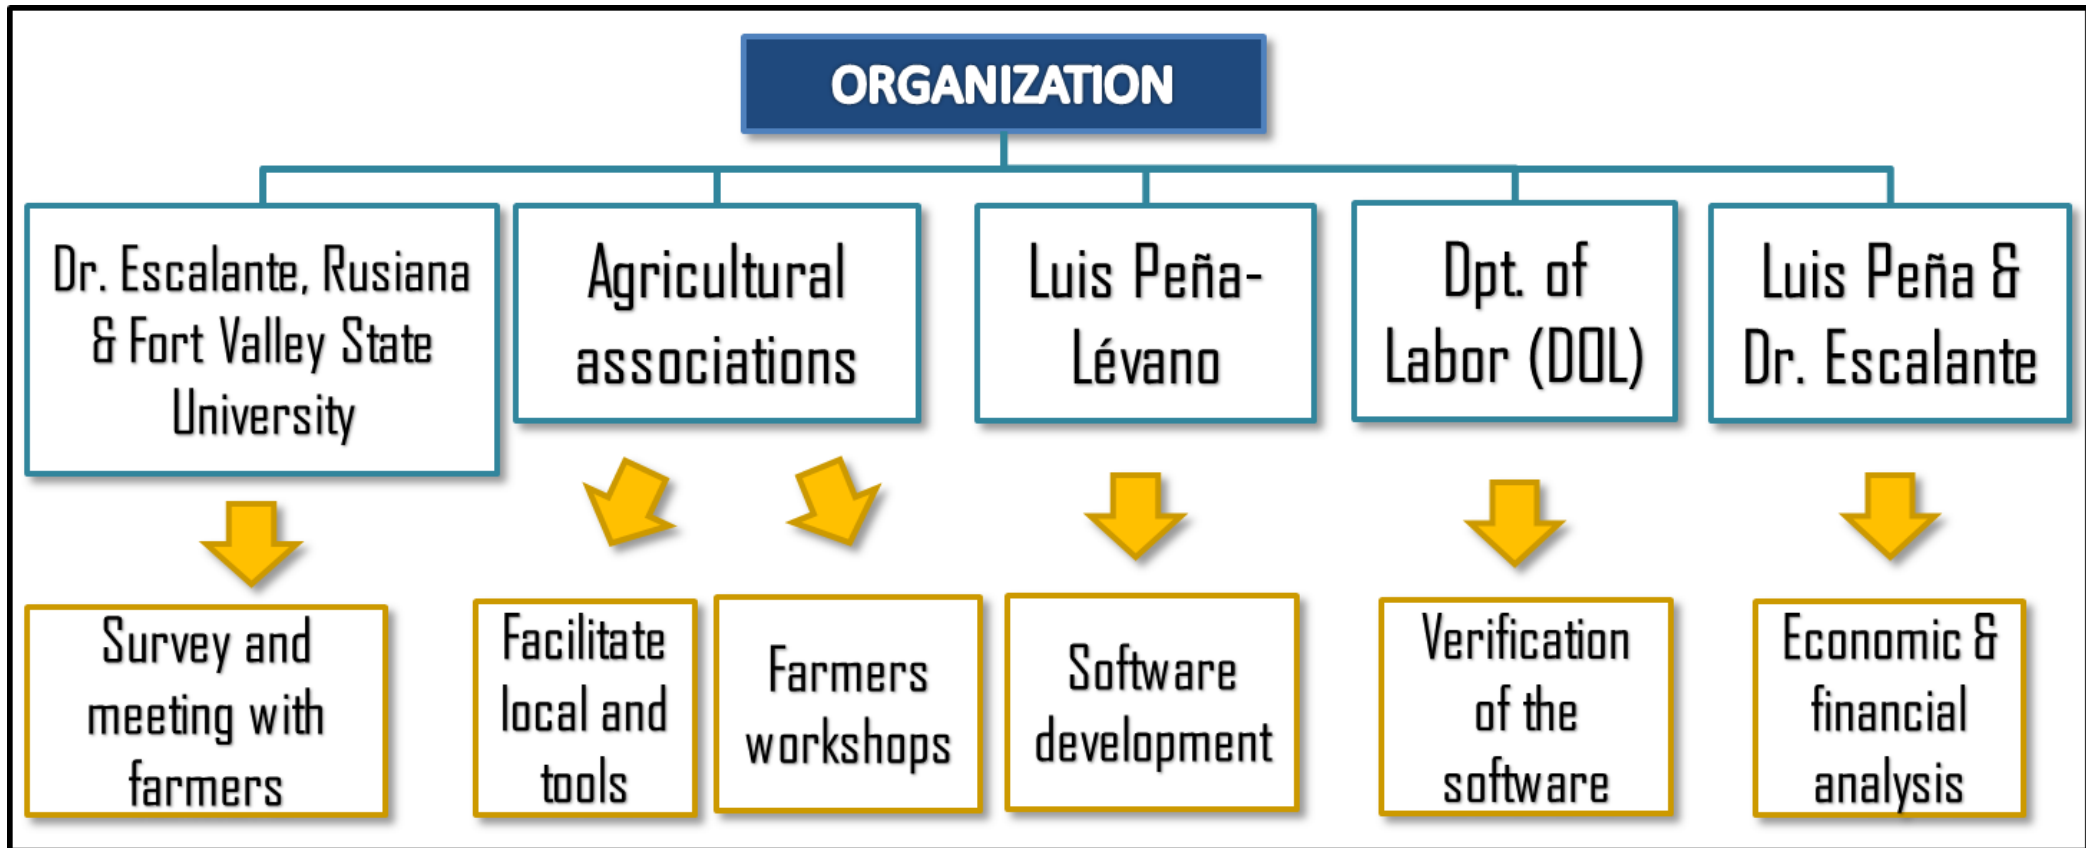 ORGANIZATION
Dr. Escalante, Rusiana
& Fort Valley State
University
Agricultural
associations
Luis Peña-
Lévano
Dpt. of
Labor (DOL)
Luis Peña &
Dr. Escalante
Survey and
meeting with
farmers
Facilitate
local and
tools
Farmers
workshops
Software
development
Verification
of the
software
Economic &
financial
analysis